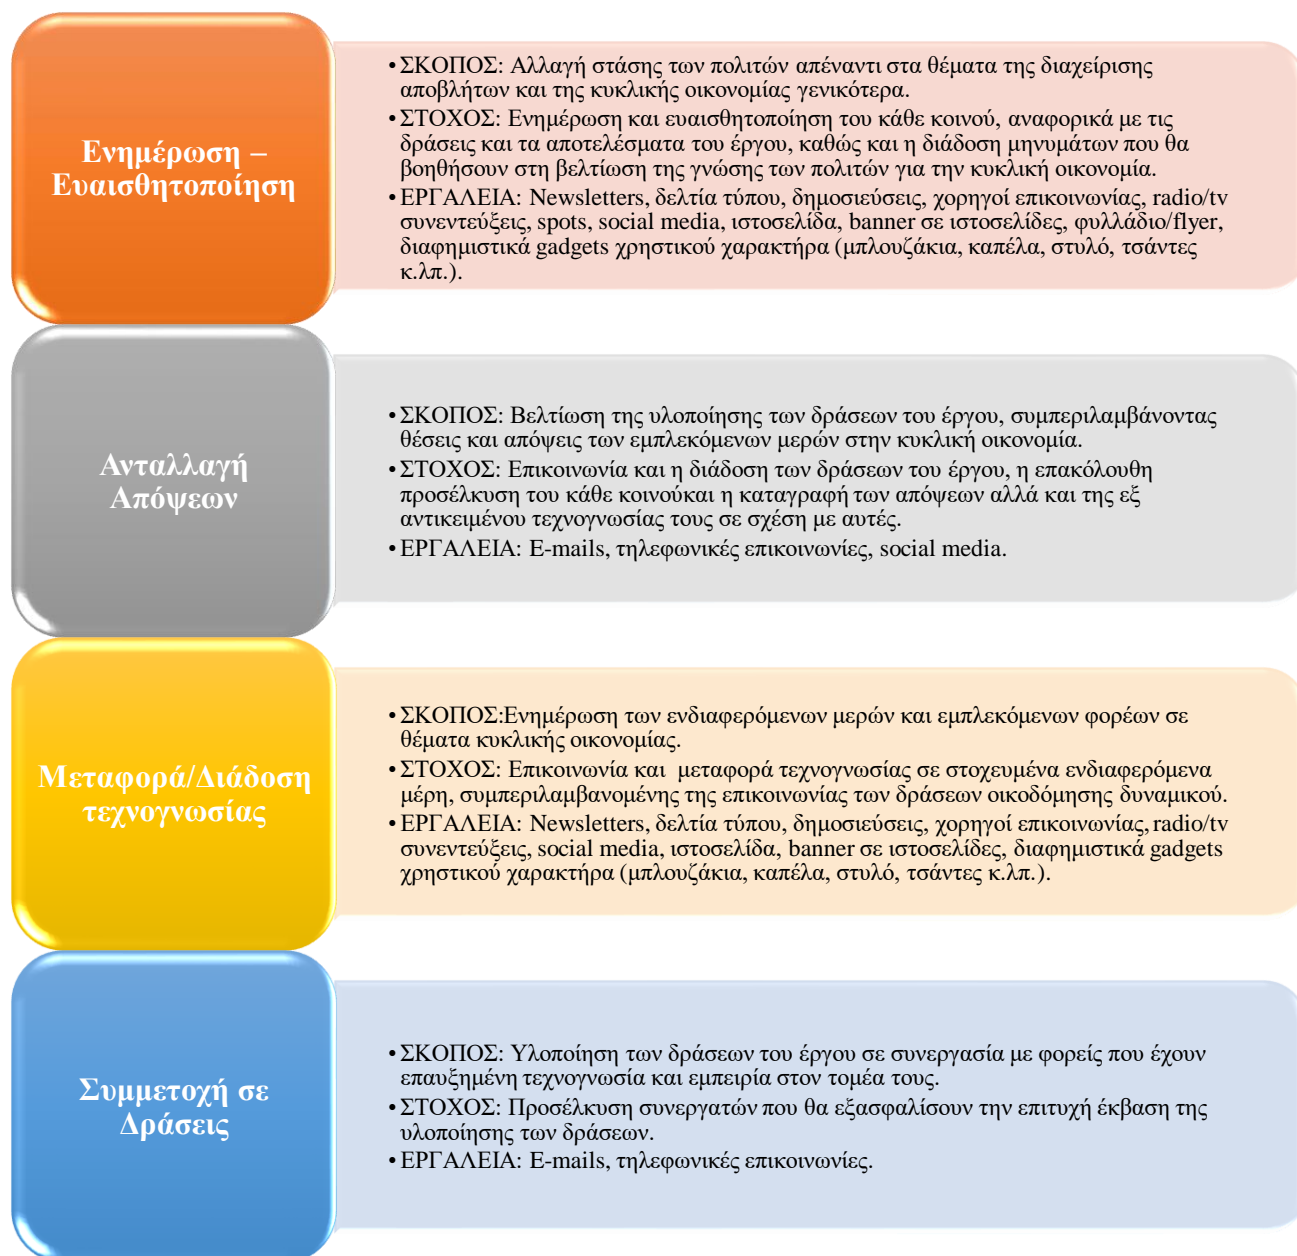 Ενημέρωση –
Ευαισθητοποίηση
• ΣΚΟΠΟΣ: Αλλαγή στάσης των πολιτών απέναντι στα θέματα της διαχείρισης
αποβλήτων και της κυκλικής οικονομίας γενικότερα.
• ΣΤΟΧΟΣ: Ενημέρωση και ευαισθητοποίηση του κάθε κοινού, αναφορικά με τις
δράσεις και τα αποτελέσματα του έργου, καθώς και η διάδοση μηνυμάτων που θα
βοηθήσουν στη βελτίωση της γνώσης των πολιτών για την κυκλική οικονομία.
• ΕΡΓΑΛΕΙΑ: Newsletters, δελτία τύπου, δημοσιεύσεις, χορηγοί επικοινωνίας, radio/tv
συνεντεύξεις, spots, social media, ιστοσελίδα, banner σε ιστοσελίδες, φυλλάδιο/flyer,
διαφημιστικά gadgets χρηστικού χαρακτήρα (μπλουζάκια, καπέλα, στυλό, τσάντες
κ.λπ.).
Ανταλλαγή
Απόψεων
• ΣΚΟΠΟΣ: Βελτίωση της υλοποίησης των δράσεων του έργου, συμπεριλαμβάνοντας
θέσεις και απόψεις των εμπλεκόμενων μερών στην κυκλική οικονομία.
• ΣΤΟΧΟΣ: Επικοινωνία και η διάδοση των δράσεων του έργου, η επακόλουθη
προσέλκυση του κάθε κοινούκαι η καταγραφή των απόψεων αλλά και της εξ
αντικειμένου τεχνογνωσίας τους σε σχέση με αυτές.
• ΕΡΓΑΛΕΙΑ: E-mails, τηλεφωνικές επικοινωνίες, social media.
Μεταφορά/Διάδοση
τεχνογνωσίας
• ΣΚΟΠΟΣ:Ενημέρωση των ενδιαφερόμενων μερών και εμπλεκόμενων φορέων σε
θέματα κυκλικής οικονομίας.
• ΣΤΟΧΟΣ: Επικοινωνία και μεταφορά τεχνογνωσίας σε στοχευμένα ενδιαφερόμενα
μέρη, συμπεριλαμβανομένης της επικοινωνίας των δράσεων οικοδόμησης δυναμικού.
• ΕΡΓΑΛΕΙΑ: Newsletters, δελτία τύπου, δημοσιεύσεις, χορηγοί επικοινωνίας, radio/tv
συνεντεύξεις, social media, ιστοσελίδα, banner σε ιστοσελίδες, διαφημιστικά gadgets
χρηστικού χαρακτήρα (μπλουζάκια, καπέλα, στυλό, τσάντες κ.λπ.).
Συμμετοχή σε
Δράσεις
• ΣΚΟΠΟΣ: Υλοποίηση των δράσεων του έργου σε συνεργασία με φορείς που έχουν
επαυξημένη τεχνογνωσία και εμπειρία στον τομέα τους.
• ΣΤΟΧΟΣ: Προσέλκυση συνεργατών που θα εξασφαλίσουν την επιτυχή έκβαση της
υλοποίησης των δράσεων.
• ΕΡΓΑΛΕΙΑ: E-mails, τηλεφωνικές επικοινωνίες.